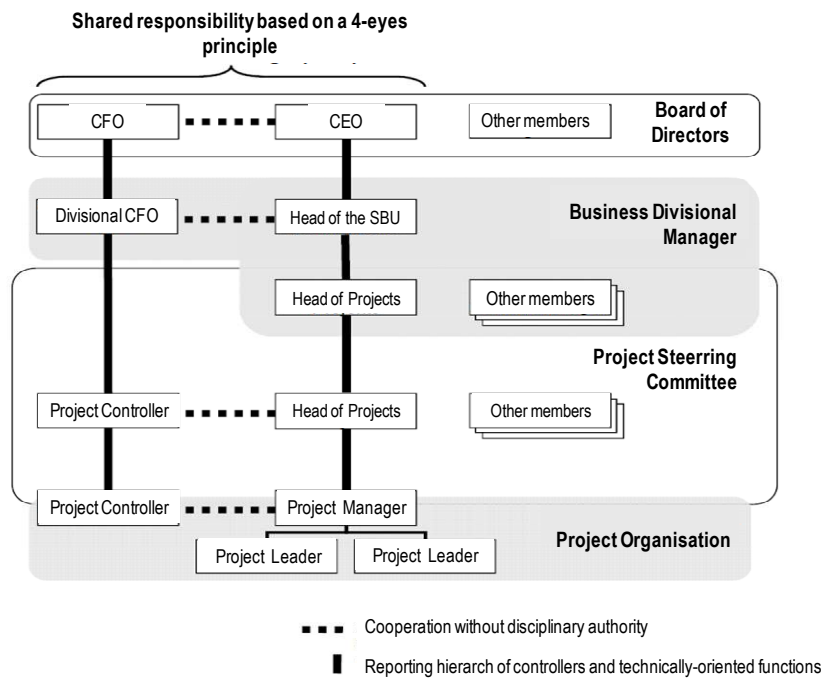 Shared responsibility based on a 4-eyes
principle
CFO
CEO
Other members
Board of
Directors
Divisional CFO
Head of the SBU
Business Divisional
Manager
Head of Projects
Other members
Project Steerring
Committee
Project Controller
Head of Projects
Other members
Project Controller
Project Manager
Project Organisation
Project Leader
Project Leader
Cooperation without disciplinary authority
Reporting hierarch of controllers and technically-oriented functions